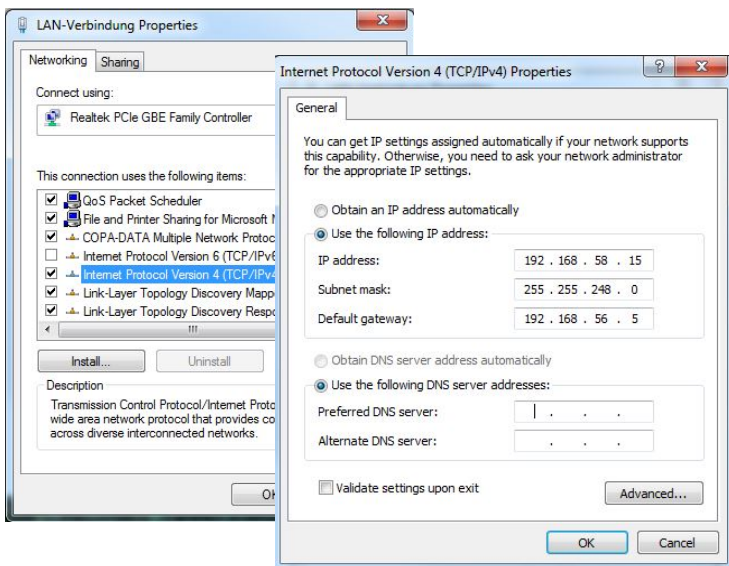 LAN-Verbindung Properties
Networking Sharing
Connect using:
Realtek PCIe GBE Family Controller
This connection uses the following items:
QoS Packet Scheduler
File and Printer Sharing for Microsoft
COPA-DATA Multiple Network Protoc
Internet Protocol Version 6 (TCP/IPv6
Internet Protocol Version 4 (TCP/IPv4
Link-Layer Topology Discovery Mapp
Link-Layer Topology Discovery Respo
Install... Uninstall
Description
Transmission Control Protocol/Internet Proto
wide area network protocol that provides co
across diverse interconnected networks.
OK
Internet Protocol Version 4 (TCP/IPv4) Properties
General
You can get IP settings assigned automatically if your network supports
this capability. Otherwise, you need to ask your network administrator
for the appropriate IP settings.
Obtain an IP address automatically
Use the following IP address:
IP address: 192 . 168 . 58 . 15
Subnet mask: 255 . 255 . 248 . 0
Default gateway: 192 . 168 . 56 . 5
Obtain DNS server address automatically
Use the following DNS server addresses:
Preferred DNS server: . . .
Alternate DNS server: . . .
Validate settings upon exit
Advanced...
OK Cancel